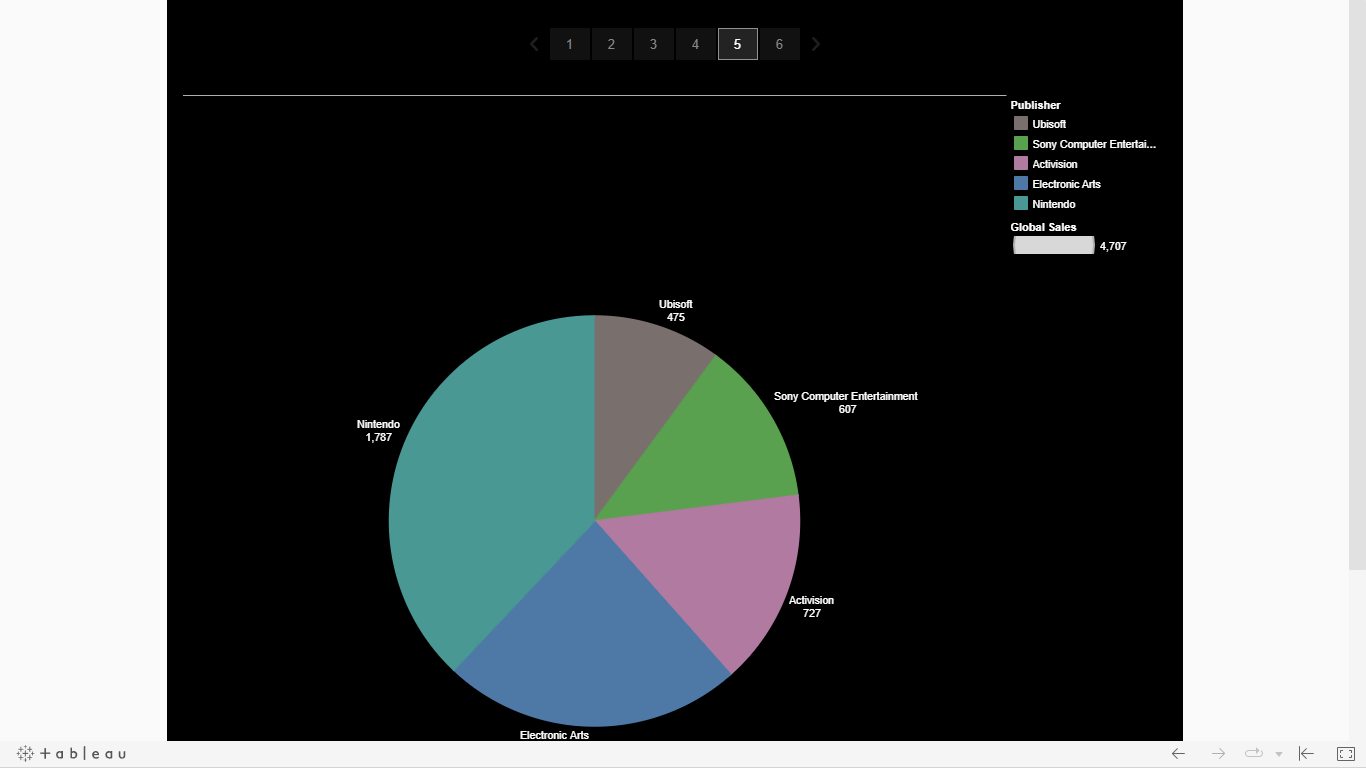 1 2 3 4 5 6
Publisher
Ubisoft
Sony Computer Entertai...
Activision
Electronic Arts
Nintendo
Global Sales
4,707
Ubisoft
475
Sony Computer Entertainment
607
Nintendo
1,787
Activision
727
Electronic Arts
+ableau